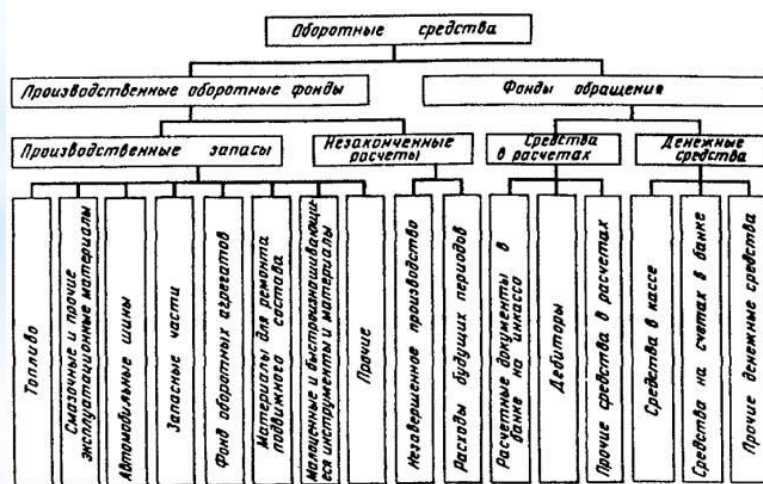 Оборотные средства
Производственные оборотные фонды
Фонды обращения
Производственные запасы
Незаконченные
расчеты
Средства
в расчетах
Денежные
средства
Топливо
Смазочные и прочие
эксплуатационные материалы
Автомобильные шины
Запасные части
Фонд оборотных агрегатов
Материалы для ремонта
подвижного состава
Малоценные и быстроизнашивающи-
еся инструменты и материалы
Прочие
Незавершенное производство
Расходы будущих периодов
Расчетные документы в
банке на инкассо
Дебиторы
Прочие средства в расчетах
Средства в кассе
Средства на счетах в банке
Прочие денежные средства